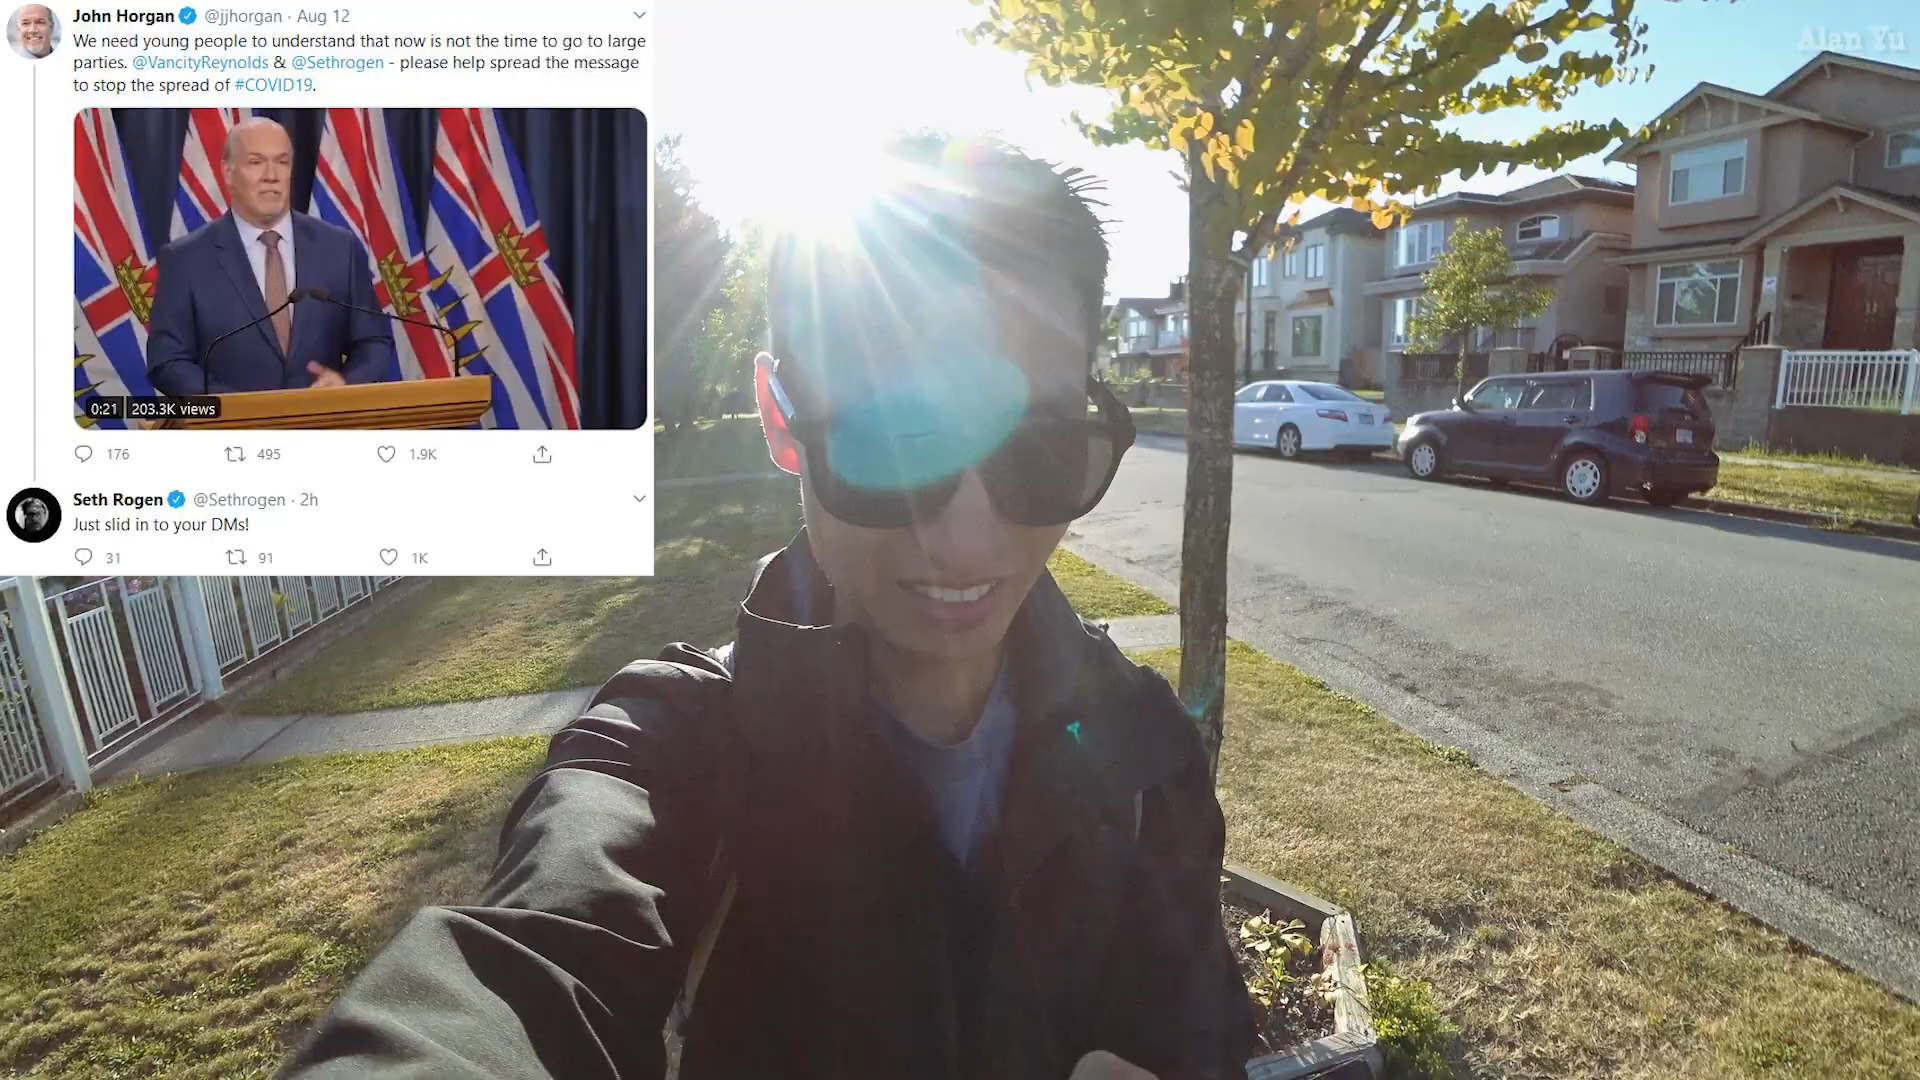 John Horgan @jjhorgan · Aug 12
We need young people to understand that now is not the time to go to large
parties. @VancityReynolds & @Sethrogen - please help spread the message
to stop the spread of #COVID19.
0:21 203.3K views
176 495 1.9K
Seth Rogen @Sethrogen · 2h
Just slid in to your DMs!
31 91 1K
Alan Yu